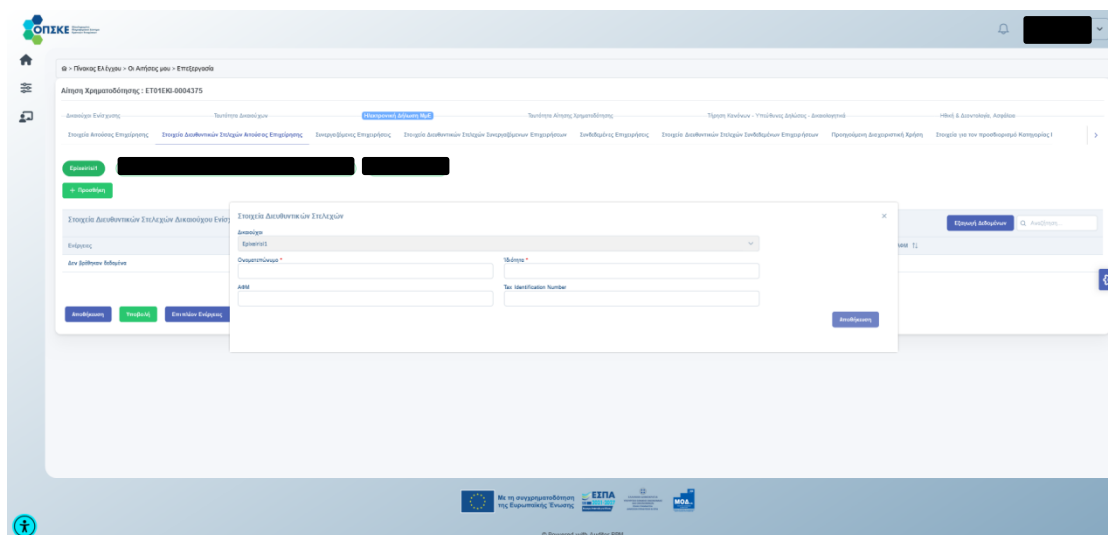 ΟΠΣΚΕ
⌂ > Πίνακας Ελέγχου > Οι Αιτήσεις μου > Επεξεργασία
Αίτηση Χρηματοδότησης : ET01EKI-0004375
Δικαιούχοι Ενίσχυσης Ταυτότητα Δικαιούχων Ηλεκτρονική Δήλωση ΜμΕ Ταυτότητα Αίτησης Χρηματοδότησης Τήρηση Κανόνων - Υπεύθυνες Δηλώσεις - Δικαιολογητικά Ηθική & Δεοντολογία, Ασφάλεια
Στοιχεία Αιτούσας Επιχείρησης Στοιχεία Διευθυντικών Στελεχών Αιτούσας Επιχείρησης Συνεργαζόμενες Επιχειρήσεις Στοιχεία Διευθυντικών Στελεχών Συνεργαζόμενων Επιχειρήσεων Συνδεδεμένες Επιχειρήσεις Στοιχεία Διευθυντικών Στελεχών Συνδεδεμένων Επιχειρήσεων Προηγούμενη Διαχειριστική Χρήση Στοιχεία για τον προσδιορισμό Κατηγορίας
+ Προσθήκη
Στοιχεία Διευθυντικών Στελεχών Δικαιούχου Ενίσχ
Εξαγωγή Δεδομένων Αναζήτηση...
Ενέργειες
Δεν βρέθηκαν δεδομένα
Αποθήκευση Υποβολή Επιπλέον Ενέργειες
Στοιχεία Διευθυντικών Στελεχών
Δικαιούχοι
Ονοματεπώνυμο * Ιδιότητα *
ΑΦΜ Tax Identification Number
Αποθήκευση
Με τη συγχρηματοδότηση
της Ευρωπαϊκής Ένωσης
ΕΣΠΑ
ΜΟΔ